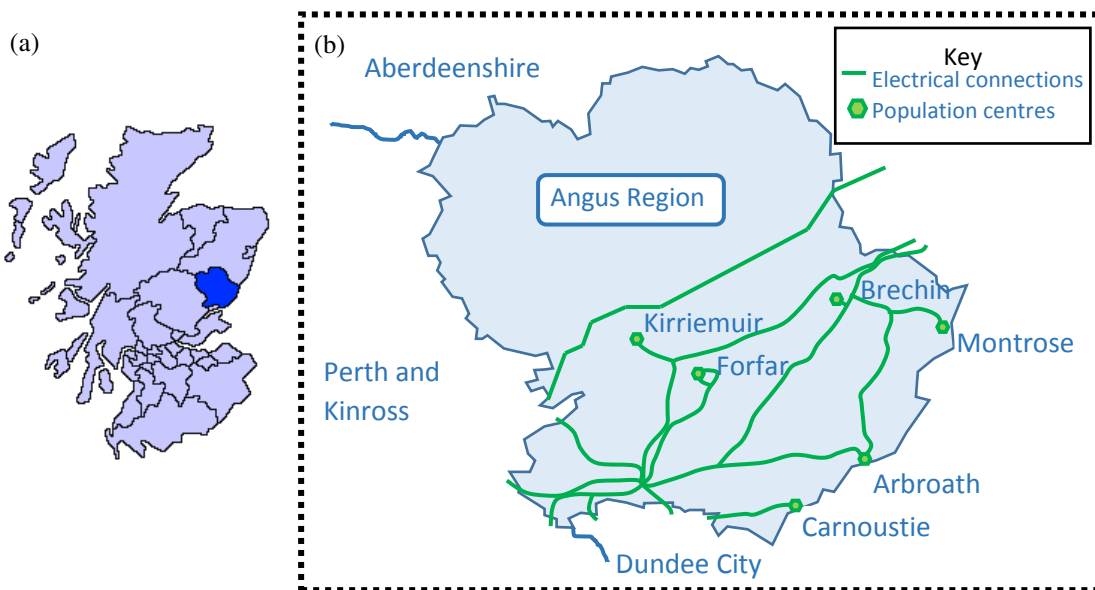 (a)
(b)
Aberdeenshire
Key
Electrical connections
Population centres
Angus Region
Brechin
Kirriemuir
Montrose
Forfar
Perth and
Kinross
Arbroath
Carnoustie
Dundee City